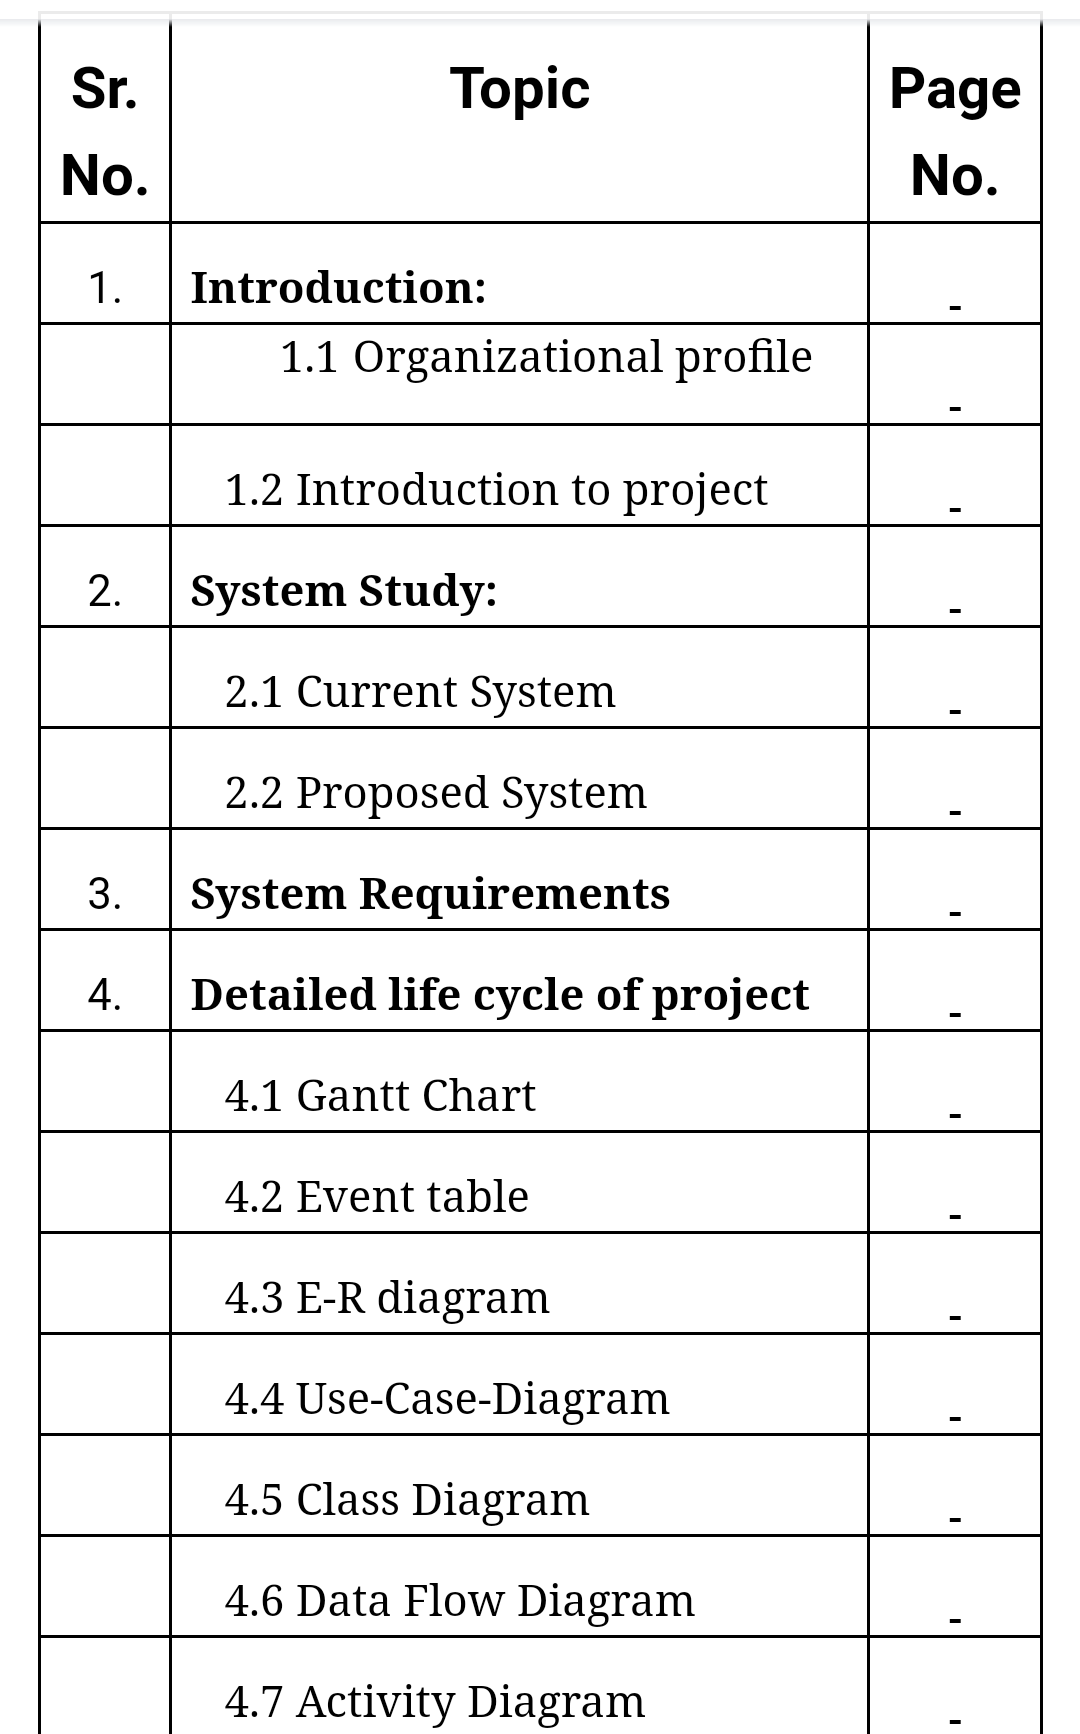 Sr. No. Topic Page No.
1. Introduction: -
1.1 Organizational profile -
1.2 Introduction to project -
2. System Study: -
2.1 Current System -
2.2 Proposed System -
3. System Requirements -
4. Detailed life cycle of project -
4.1 Gantt Chart -
4.2 Event table -
4.3 E-R diagram -
4.4 Use-Case-Diagram -
4.5 Class Diagram -
4.6 Data Flow Diagram -
4.7 Activity Diagram -